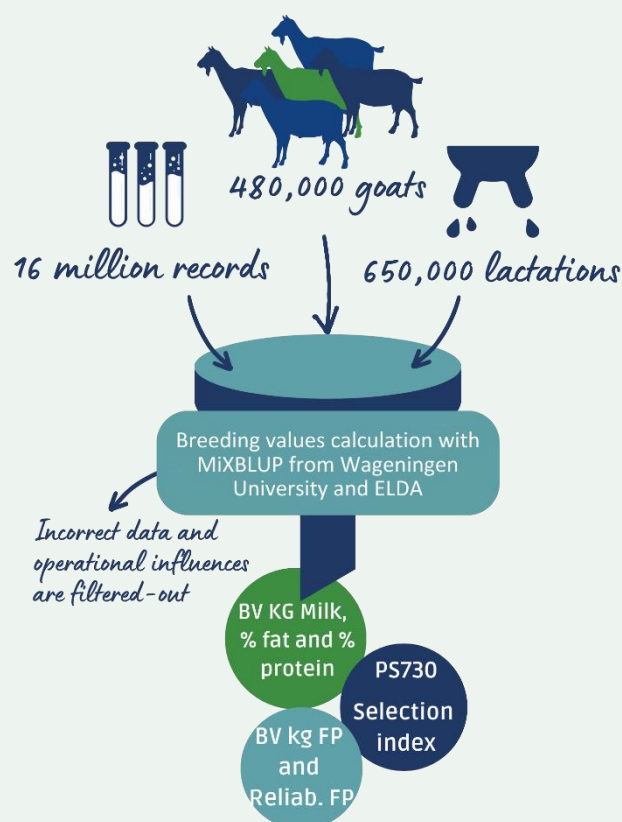 480,000 goats
16 million records
650,000 lactations
Breeding values calculation with
MiXBLUP from Wageningen
University and ELDA
Incorrect data and
operational influences
are filtered-out
BV KG Milk,
% fat and %
protein
PS730
Selection
index
BV kg FP
and
Reliab. FP